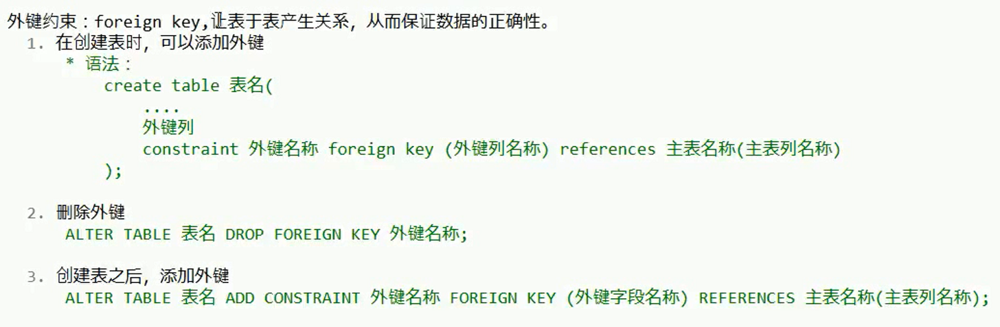 外键约束：foreign key,让表于表产生关系，从而保证数据的正确性。
1. 在创建表时，可以添加外键
* 语法：
create table 表名(
....
外键列
constraint 外键名称 foreign key (外键列名称) references 主表名称(主表列名称)
);
2. 删除外键
ALTER TABLE 表名 DROP FOREIGN KEY 外键名称;
3. 创建表之后，添加外键
ALTER TABLE 表名 ADD CONSTRAINT 外键名称 FOREIGN KEY (外键字段名称) REFERENCES 主表名称(主表列名称);